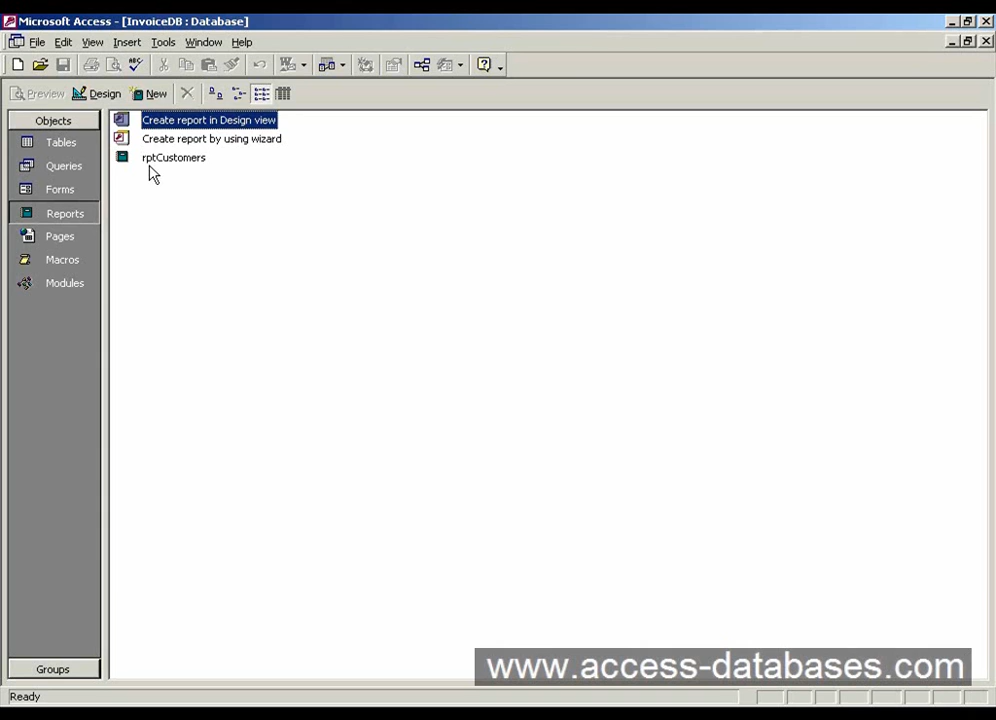 Microsoft Access - [InvoiceDB : Database]
File Edit View Insert Tools Window Help
Preview Design New
Objects
Tables
Queries
Forms
Reports
Pages
Macros
Modules
Groups
Create report in Design view
Create report by using wizard
rptCustomers
www.access-databases.com
Ready